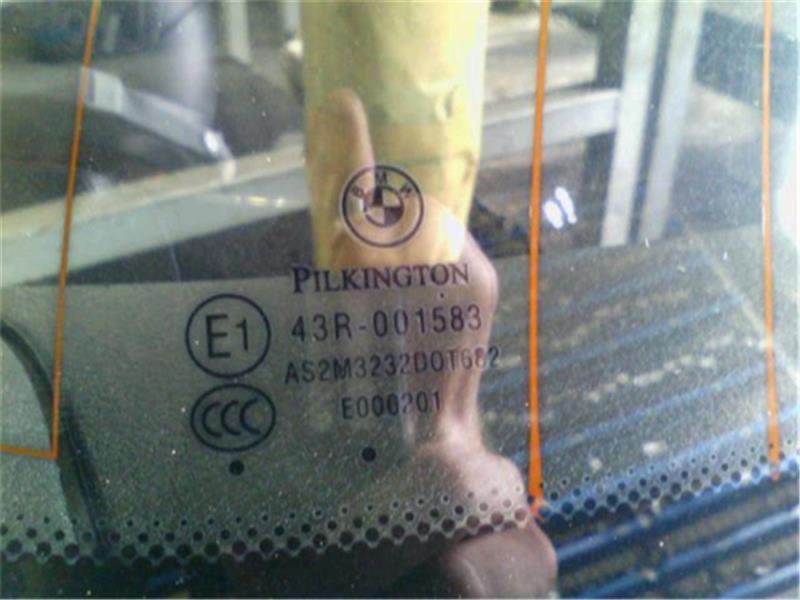 BMW
PILKINGTON
E1
43R-001583
AS2M3232DOT682
CCC
E000201